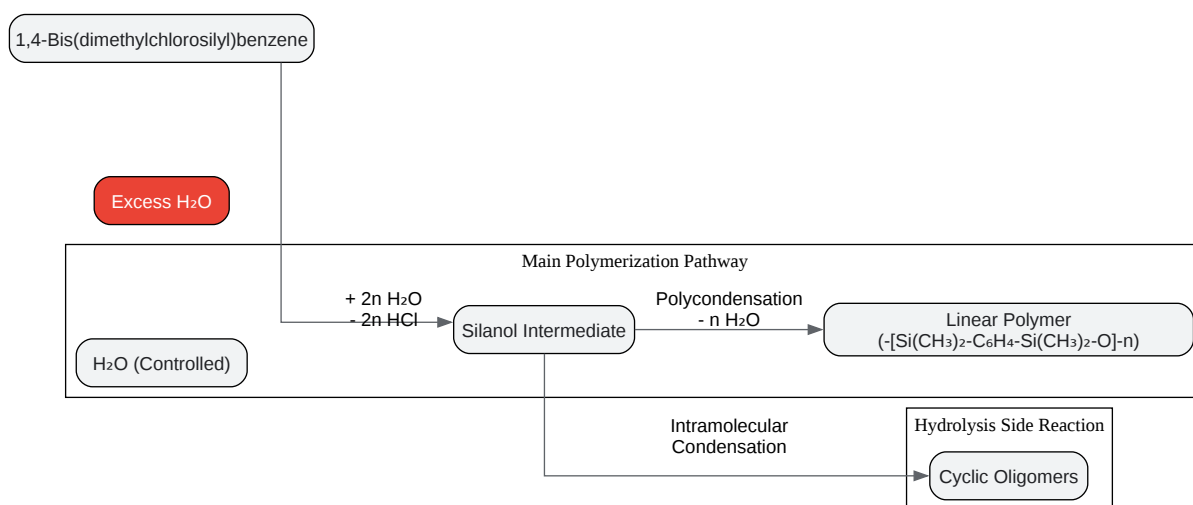 1,4-Bis(dimethylchlorosilyl)benzene
Excess H₂O
Main Polymerization Pathway
+ 2n H₂O
- 2n HCl
Silanol Intermediate
Polycondensation
- n H₂O
Linear Polymer
(-[Si(CH₃)₂-C₆H₄-Si(CH₃)₂-O]-n)
H₂O (Controlled)
Intramolecular
Condensation
Hydrolysis Side Reaction
Cyclic Oligomers